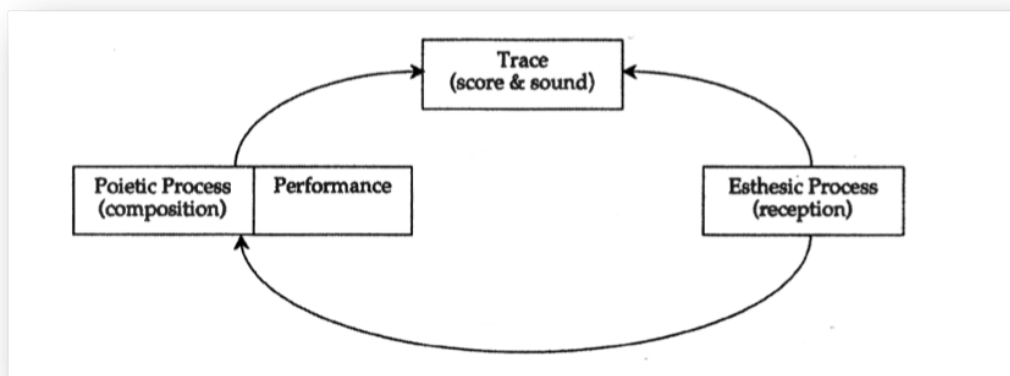 Trace
(score & sound)
Poietic Process
(composition)
Performance
Esthesic Process
(reception)